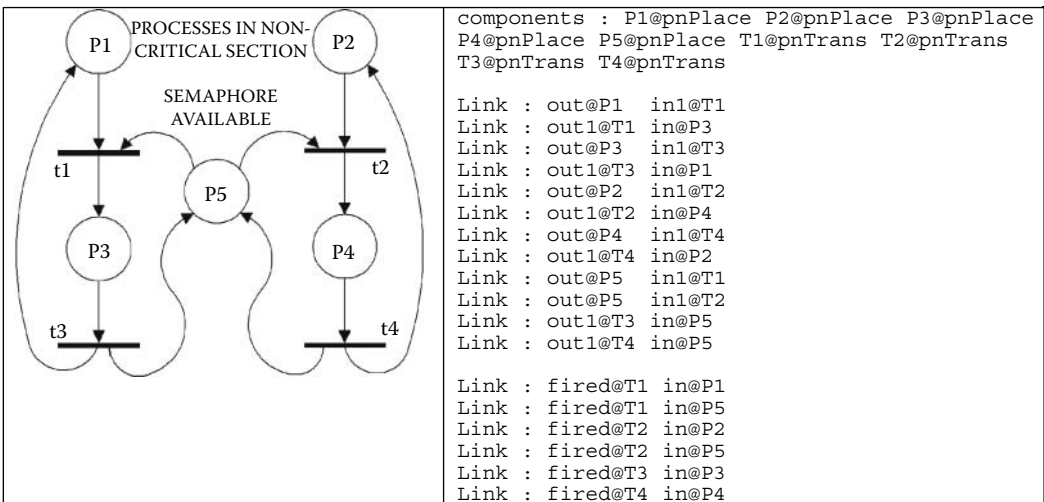 PROCESSES IN NON-
CRITICAL SECTION
P1
P2
SEMAPHORE
AVAILABLE
t1
t2
P5
P3
P4
t3
t4
components : P1@pnPlace P2@pnPlace P3@pnPlace
P4@pnPlace P5@pnPlace T1@pnTrans T2@pnTrans
T3@pnTrans T4@pnTrans
Link : out@P1 in1@T1
Link : out1@T1 in@P3
Link : out@P3 in1@T3
Link : out1@T3 in@P1
Link : out@P2 in1@T2
Link : out1@T2 in@P4
Link : out@P4 in1@T4
Link : out1@T4 in@P2
Link : out@P5 in1@T1
Link : out@P5 in1@T2
Link : out1@T3 in@P5
Link : out1@T4 in@P5
Link : fired@T1 in@P1
Link : fired@T1 in@P5
Link : fired@T2 in@P2
Link : fired@T2 in@P5
Link : fired@T3 in@P3
Link : fired@T4 in@P4